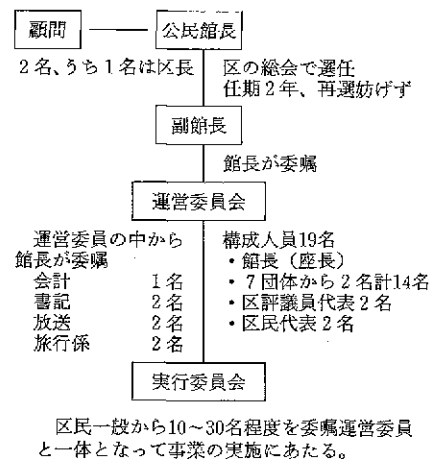 顧問
公民館長
2名、うち1名は区長
区の総会で選任
任期2年、再選妨げず
副館長
館長が委嘱
運営委員会
運営委員の中から
館長が委嘱
会計 1名
書記 2名
放送 2名
旅行係 2名
構成人員19名
・館長（座長）
・7団体から2名計14名
・区評議員代表2名
・区民代表2名
実行委員会
区民一般から10～30名程度を委嘱運営委員
と一体となって事業の実施にあたる。